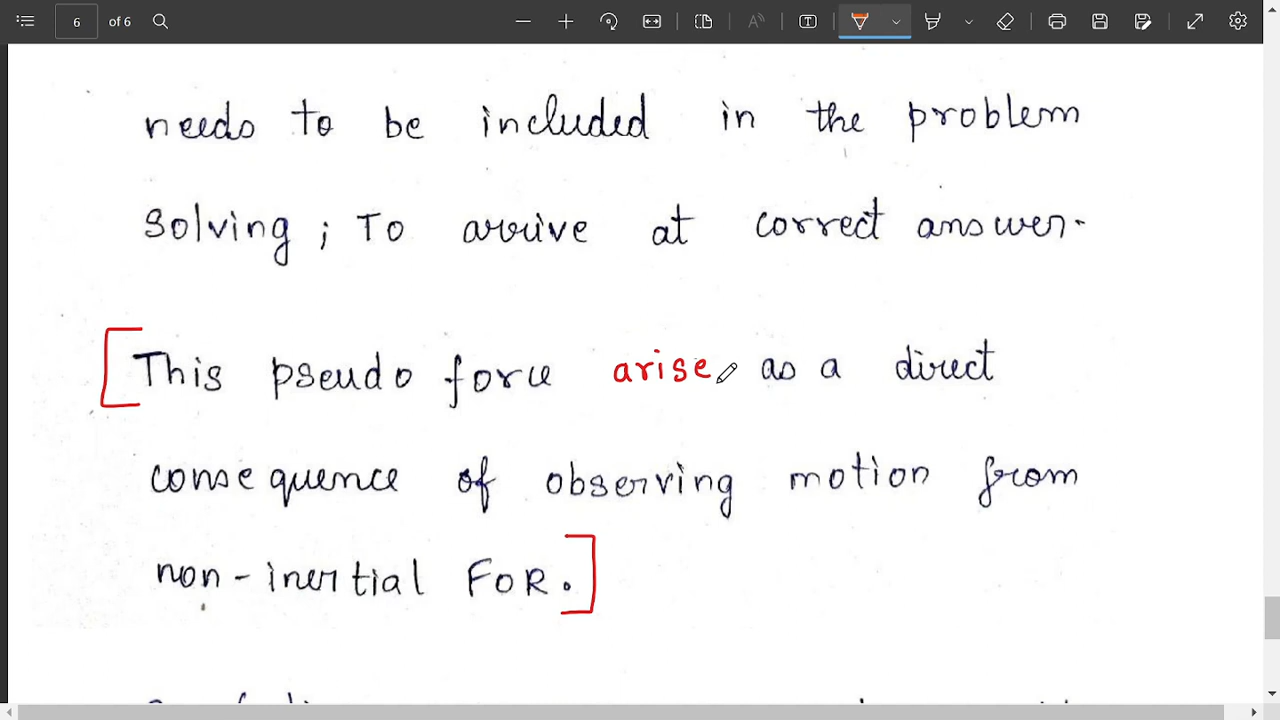 6 of 6
needs to be included in the problem
solving ; To arrive at correct answer.
[This pseudo force arise as a direct
consequence of observing motion from
non-inertial FOR.]